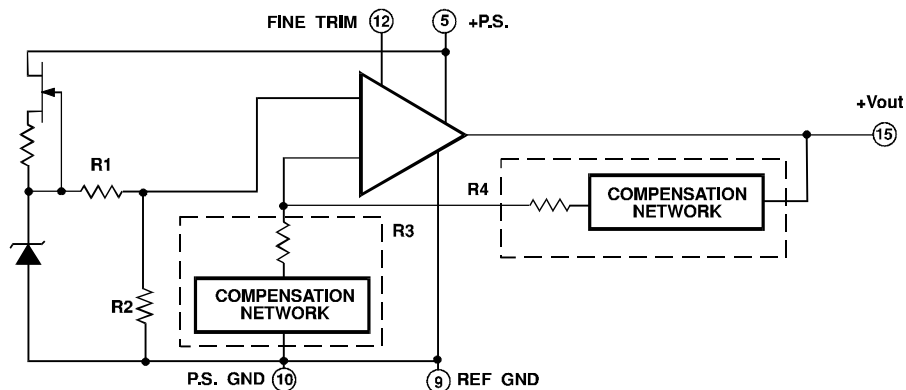 FINE TRIM 12 5 +P.S.
+Vout
15
R1
R4
COMPENSATION
NETWORK
R3
COMPENSATION
NETWORK
R2
P.S. GND 10 9 REF GND